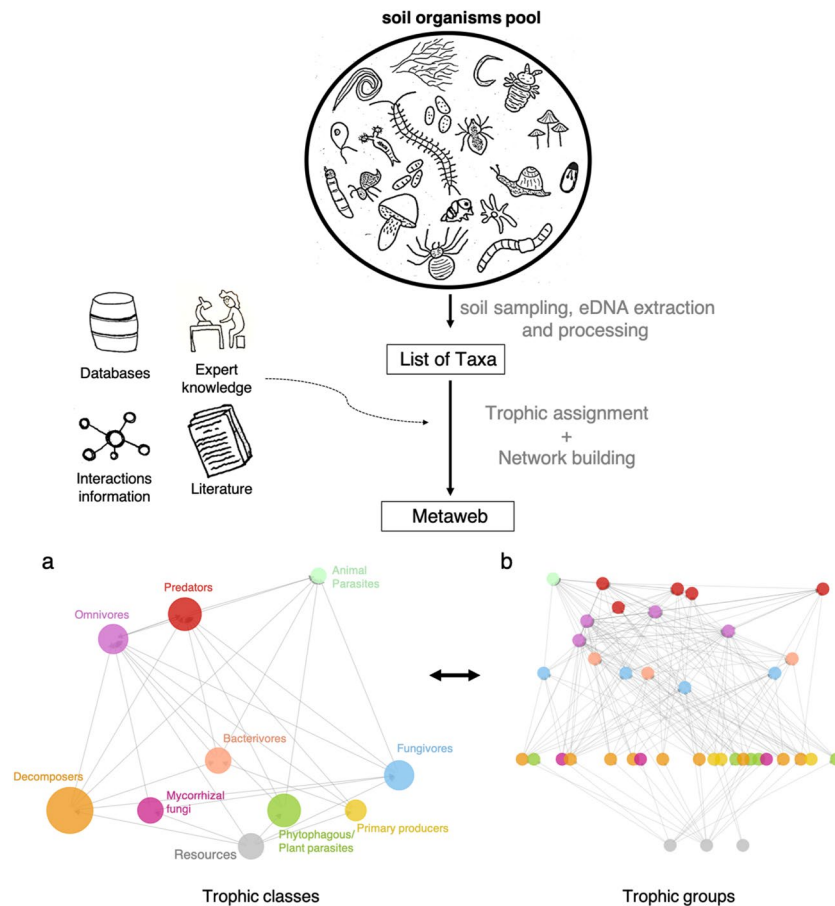 soil organisms pool
soil sampling, eDNA extraction
and processing
List of Taxa
Databases
Expert
knowledge
Trophic assignment
+
Network building
Interactions
information
Literature
Metaweb
a
Animal
Parasites
Predators
Omnivores
Bacterivores
Fungivores
Decomposers
Mycorrhizal
fungi
Phytophagous/
Plant parasites
Primary producers
Resources
Trophic classes
b
Trophic groups